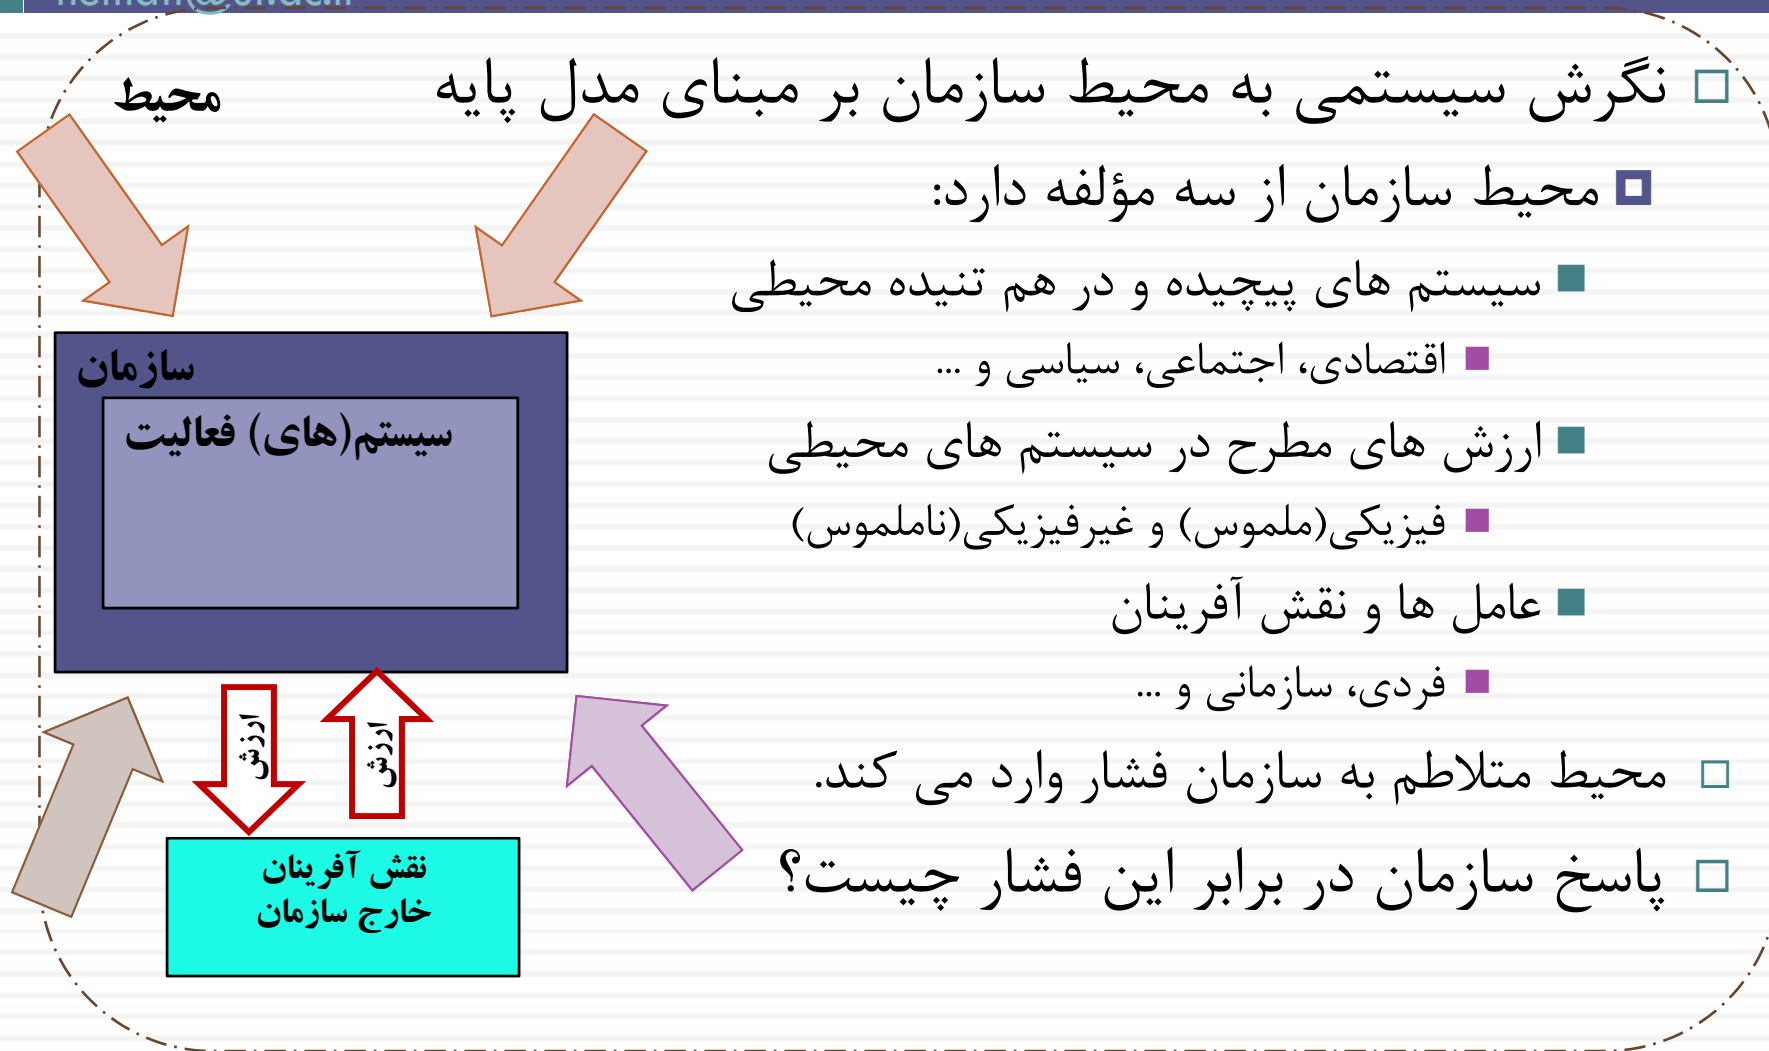 نگرش سیستمی به محیط سازمان بر مبنای مدل پایه
محیط سازمان از سه مؤلفه دارد:
سیستم های پیچیده و در هم تنیده محیطی
اقتصادی، اجتماعی، سیاسی و ...
ارزش های مطرح در سیستم های محیطی
فیزیکی(ملموس) و غیرفیزیکی(ناملموس)
عامل ها و نقش آفرینان
فردی، سازمانی و ...
محیط متلاطم به سازمان فشار وارد می کند.
پاسخ سازمان در برابر این فشار چیست؟
محیط
سازمان
سیستم(های) فعالیت
ارزش
ارزش
نقش آفرینان
خارج سازمان